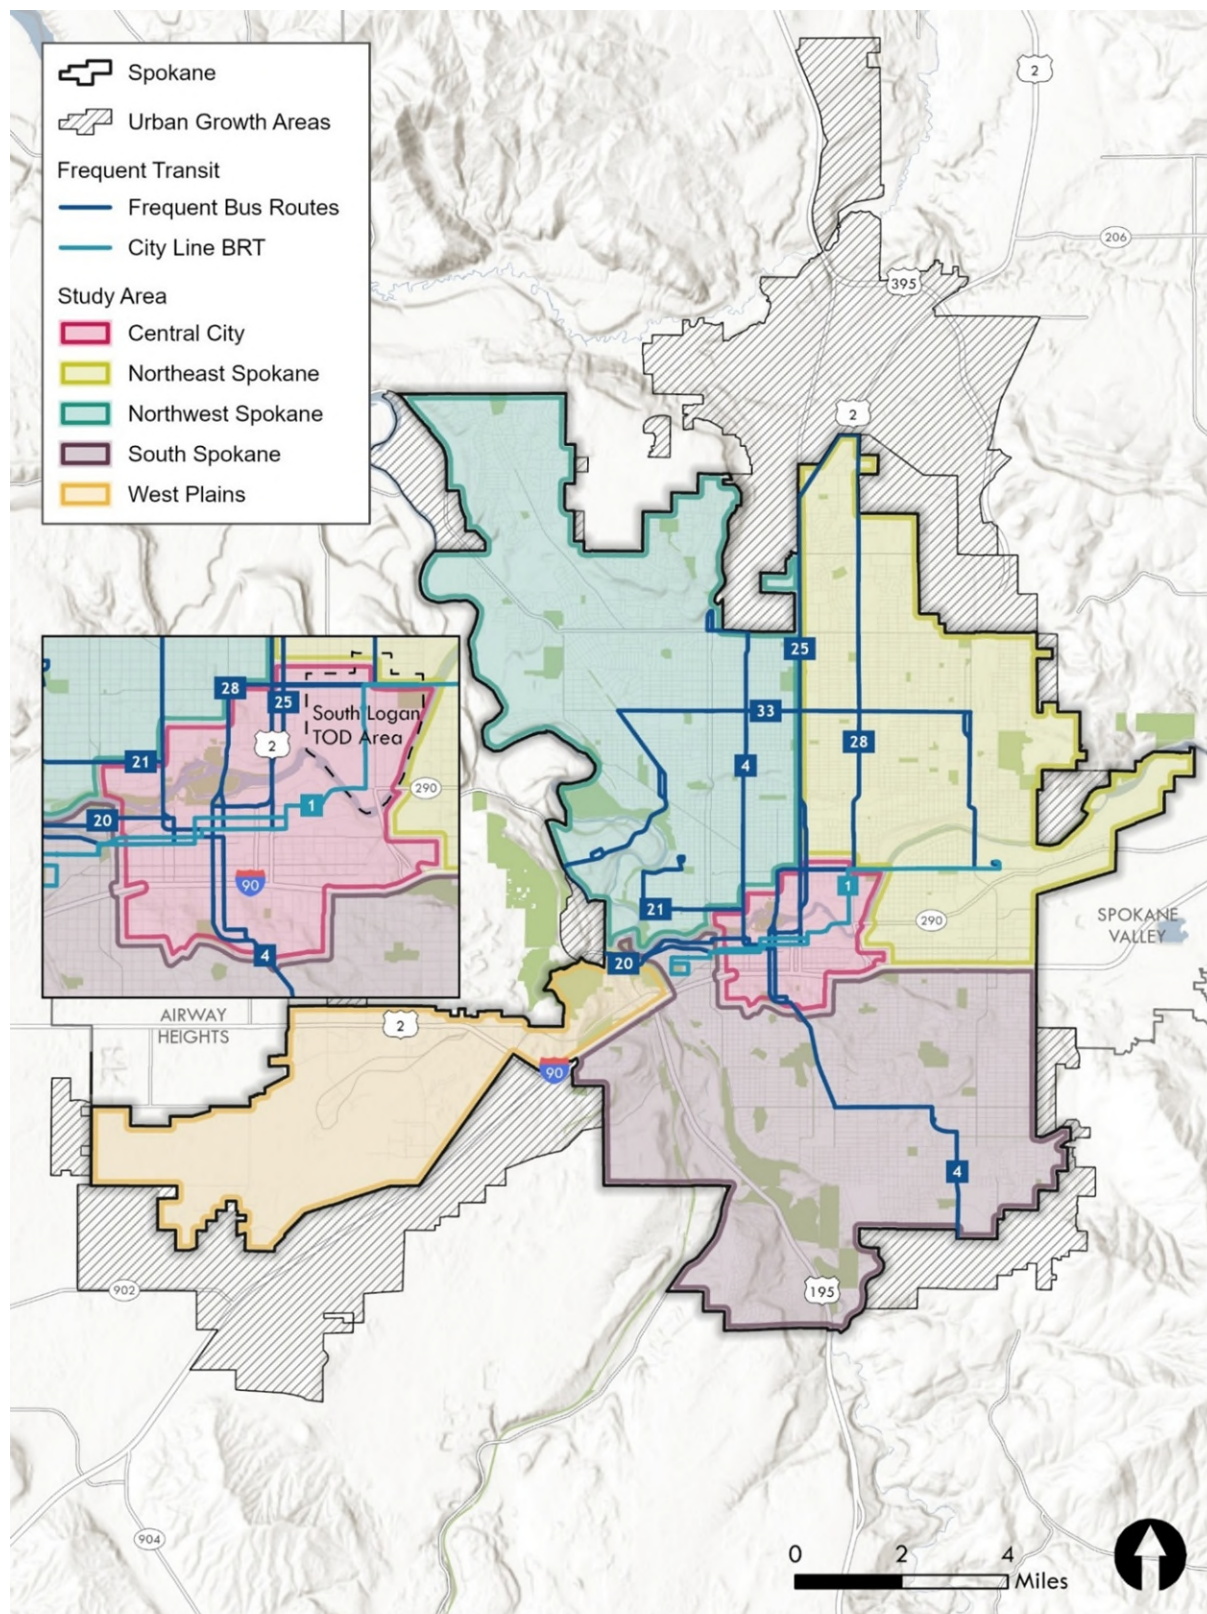 Spokane
Urban Growth Areas
Frequent Transit
Frequent Bus Routes
City Line BRT
Study Area
Central City
Northeast Spokane
Northwest Spokane
South Spokane
West Plains
2
206
395
2
25
33
28
4
21
1
290
20
SPOKANE
VALLEY
28
25
South Logan
TOD Area
2
21
290
1
20
90
4
AIRWAY
HEIGHTS
2
90
4
195
902
904
0 2 4
Miles